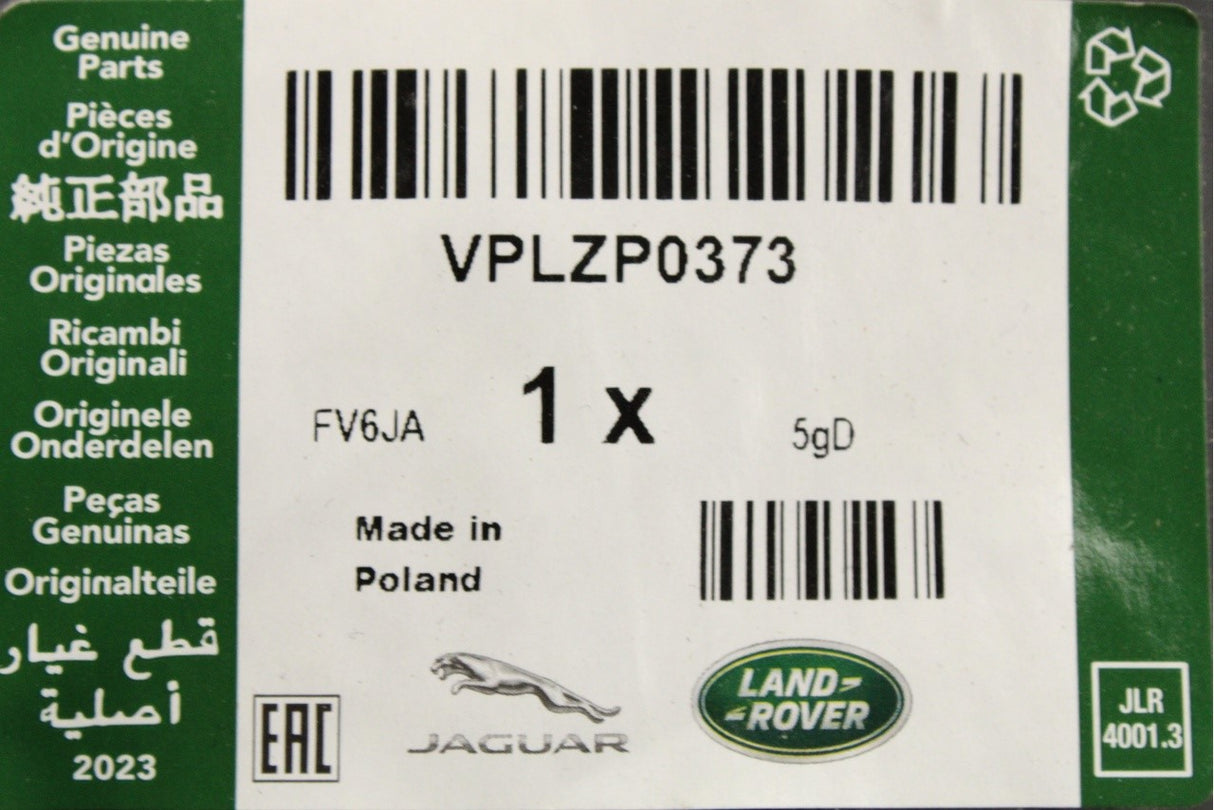 Genuine
Parts
Pièces
d'Origine
純正部品
Piezas
Originales
Ricambi
Originali
Originele
Onderdelen
Peças
Genuinas
Originalteile
قطع غيار
أصلية
2023
VPLZP0373
FV6JA 1 x 5gD
Made in
Poland
EAC
JAGUAR
LAND-
-ROVER
JLR
4001.3